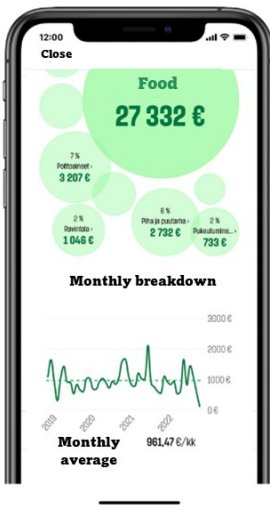 12:00
Close
Food
27 332 €
7 %
Polttoaineet ›
3 207 €
6 %
Piha ja puutarha ›
2 732 €
2 %
Ravintola ›
1 046 €
2 %
Pukeutumine... ›
733 €
Monthly breakdown
3000 €
2000 €
1000 €
0 €
2019
2020
2021
2022
Monthly
average
961,47 €/kk